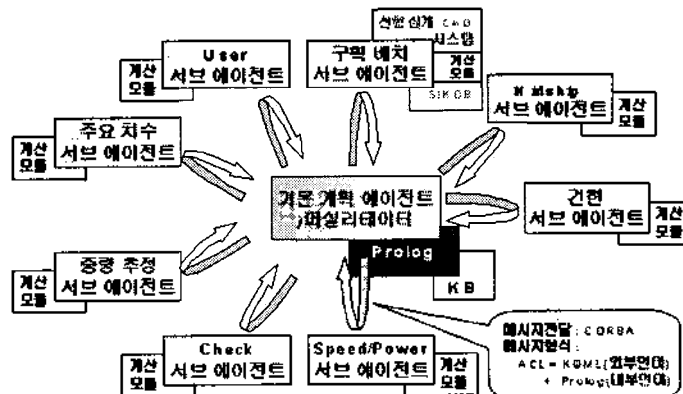 User
서브 에이전트
계산
모듈
구획 배치
서브 에이전트
선형 설계 CAD
시스템
계산
모듈
Midship
서브 에이전트
계산
모듈
주요 치수
서브 에이전트
계산
모듈
기본 계획 에이전트
퍼실리테이터
Prolog
KB
건현
서브 에이전트
계산
모듈
중량 추정
서브 에이전트
계산
모듈
Check
서브 에이전트
계산
모듈
Speed/Power
서브 에이전트
계산
모듈
메시지전달 : CORBA
메시지형식 :
ACL = KQML(외부언어)
+ Prolog(내부언어)